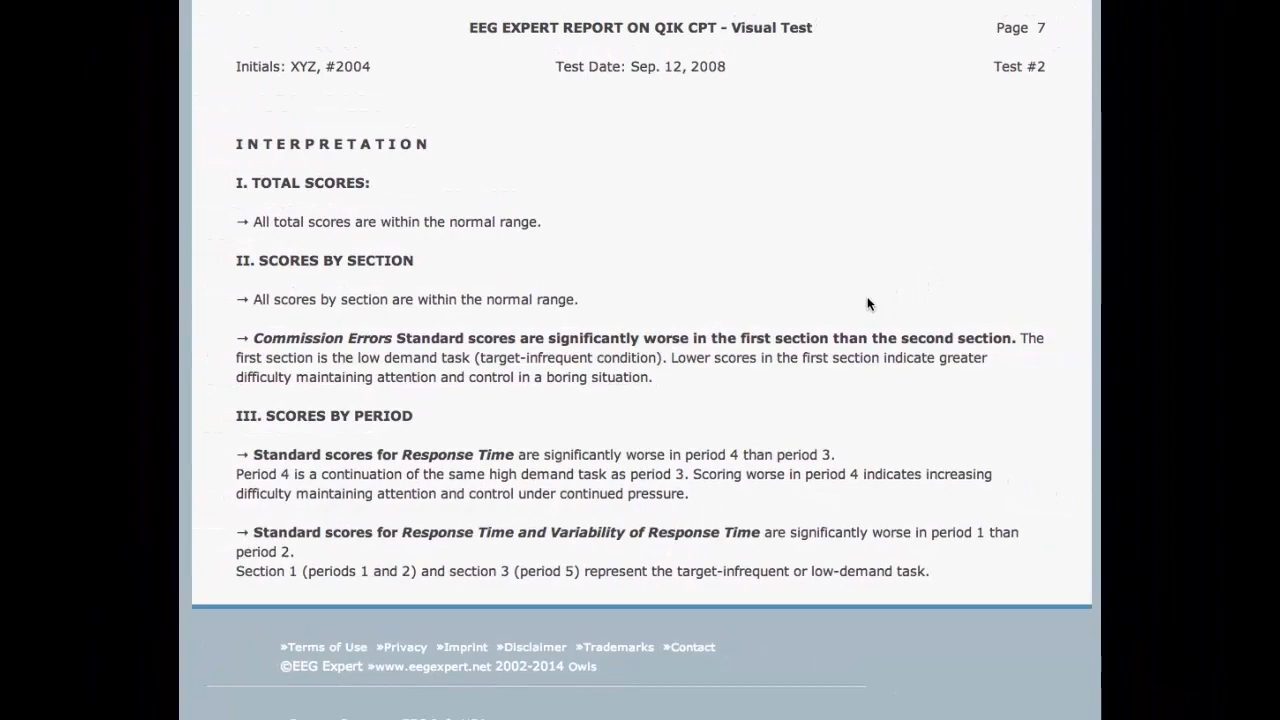 EEG EXPERT REPORT ON QIK CPT - Visual Test Page 7
Initials: XYZ, #2004 Test Date: Sep. 12, 2008 Test #2
I N T E R P R E T A T I O N
I. TOTAL SCORES:
→ All total scores are within the normal range.
II. SCORES BY SECTION
→ All scores by section are within the normal range.
→ Commission Errors Standard scores are significantly worse in the first section than the second section. The
first section is the low demand task (target-infrequent condition). Lower scores in the first section indicate greater
difficulty maintaining attention and control in a boring situation.
III. SCORES BY PERIOD
→ Standard scores for Response Time are significantly worse in period 4 than period 3.
Period 4 is a continuation of the same high demand task as period 3. Scoring worse in period 4 indicates increasing
difficulty maintaining attention and control under continued pressure.
→ Standard scores for Response Time and Variability of Response Time are significantly worse in period 1 than
period 2.
Section 1 (periods 1 and 2) and section 3 (period 5) represent the target-infrequent or low-demand task.
»Terms of Use »Privacy »Imprint »Disclaimer »Trademarks »Contact
©EEG Expert »www.eegexpert.net 2002-2014 Owls